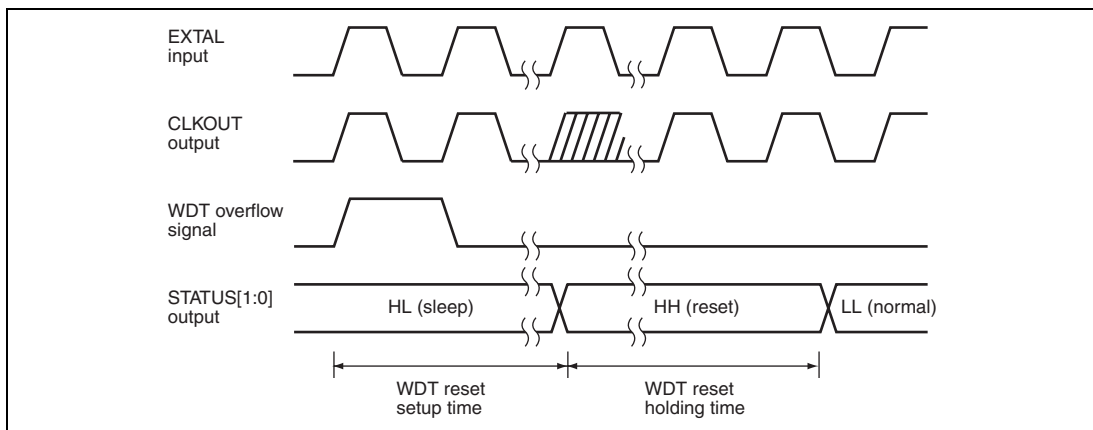 EXTAL
input
CLKOUT
output
WDT overflow
signal
STATUS[1:0]
output
HL (sleep)
HH (reset)
LL (normal)
WDT reset
setup time
WDT reset
holding time